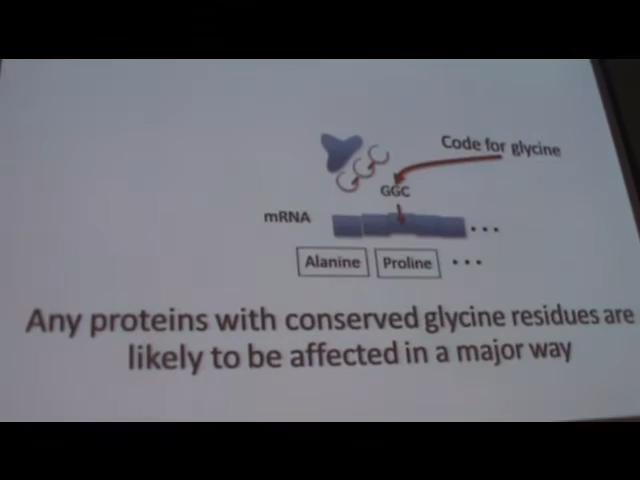 Code for glycine
GGC
mRNA
Alanine Proline
Any proteins with conserved glycine residues are
likely to be affected in a major way